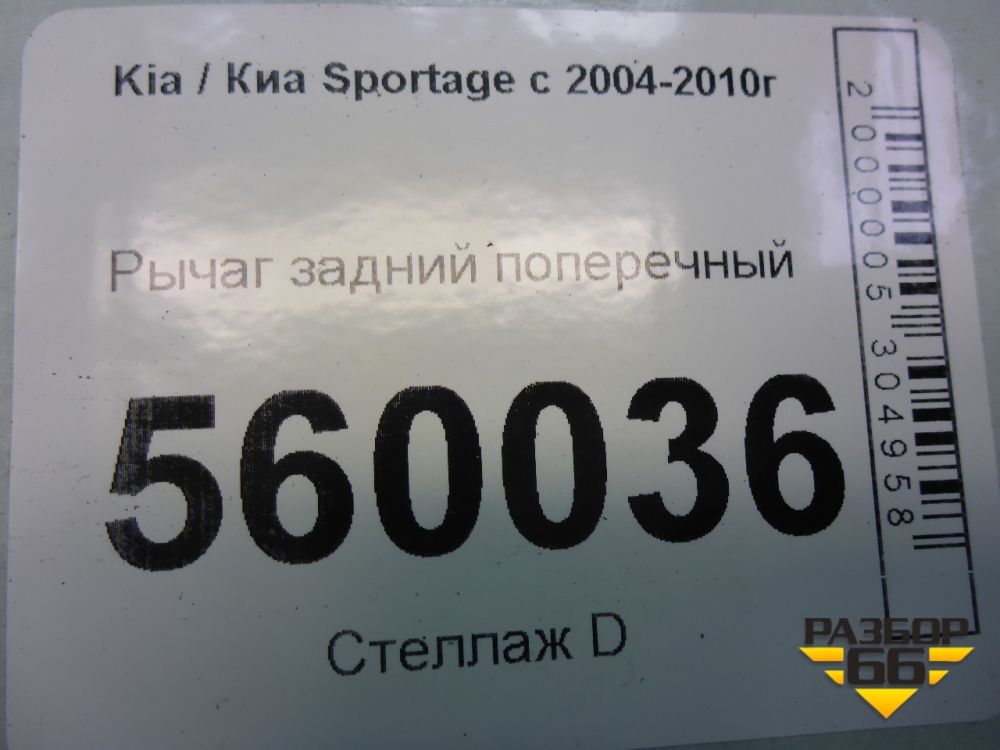 Kia / Киа Sportage с 2004-2010г
Рычаг задний поперечный
560036
Стеллаж D
2000005304958
РАЗБОР
66